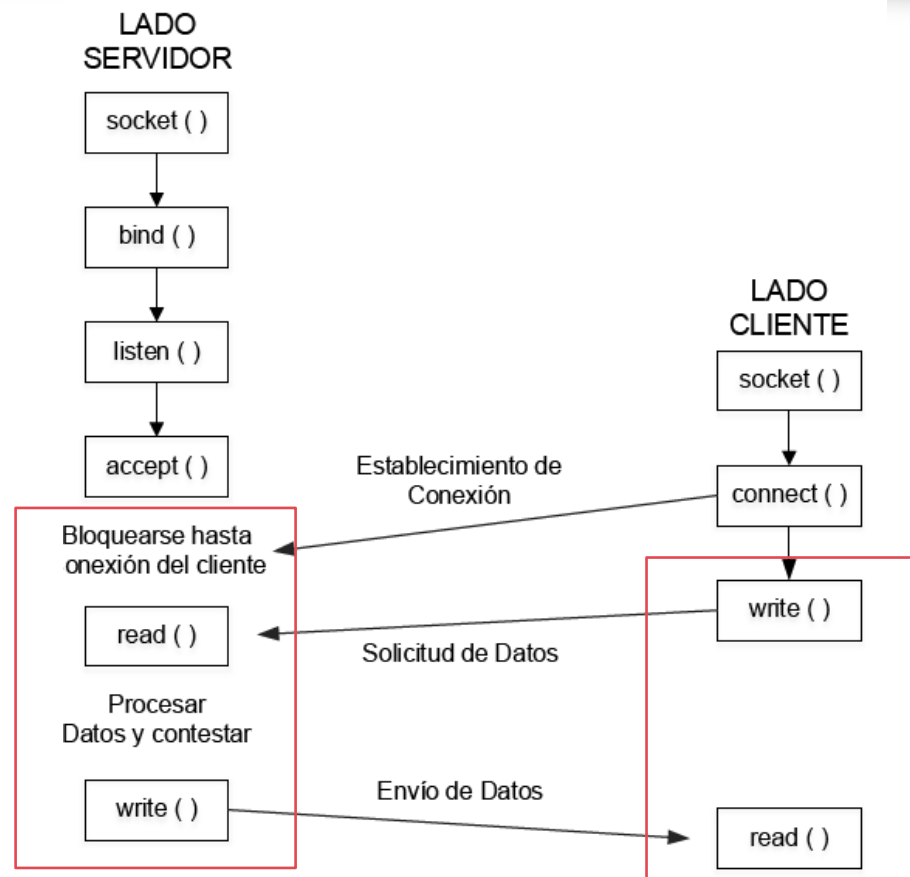 LADO
SERVIDOR
socket ( )
bind ( )
listen ( )
accept ( )
Bloquearse hasta
onexión del cliente
read ( )
Procesar
Datos y contestar
write ( )
Establecimiento de
Conexión
Solicitud de Datos
Envío de Datos
LADO
CLIENTE
socket ( )
connect ( )
write ( )
read ( )